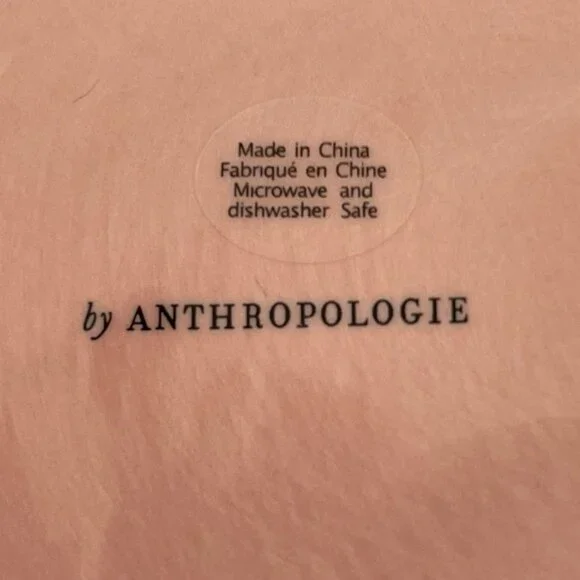 Made in China
Fabriqué en Chine
Microwave and
dishwasher Safe
by ANTHROPOLOGIE